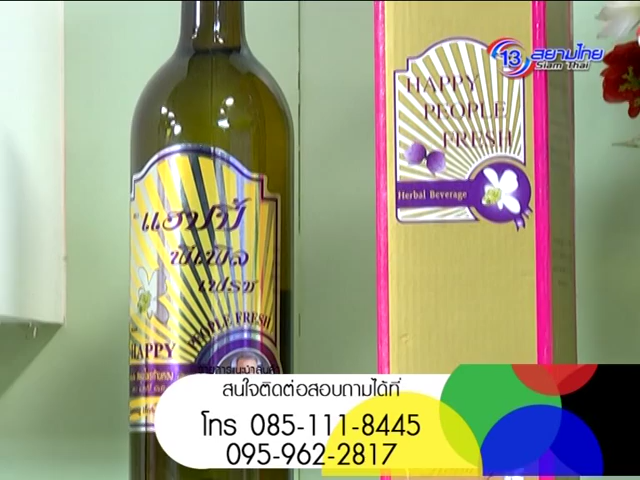 13 สยามไทย
Siam Thai
HAPPY
PEOPLE
FRESH
Herbal Beverage
แฮปปี้
พีเพิล
เฟรช
HAPPY PEOPLE FRESH
สนใจติดต่อสอบถามได้ที่
โทร 085-111-8445
095-962-2817
Herbal Beverage